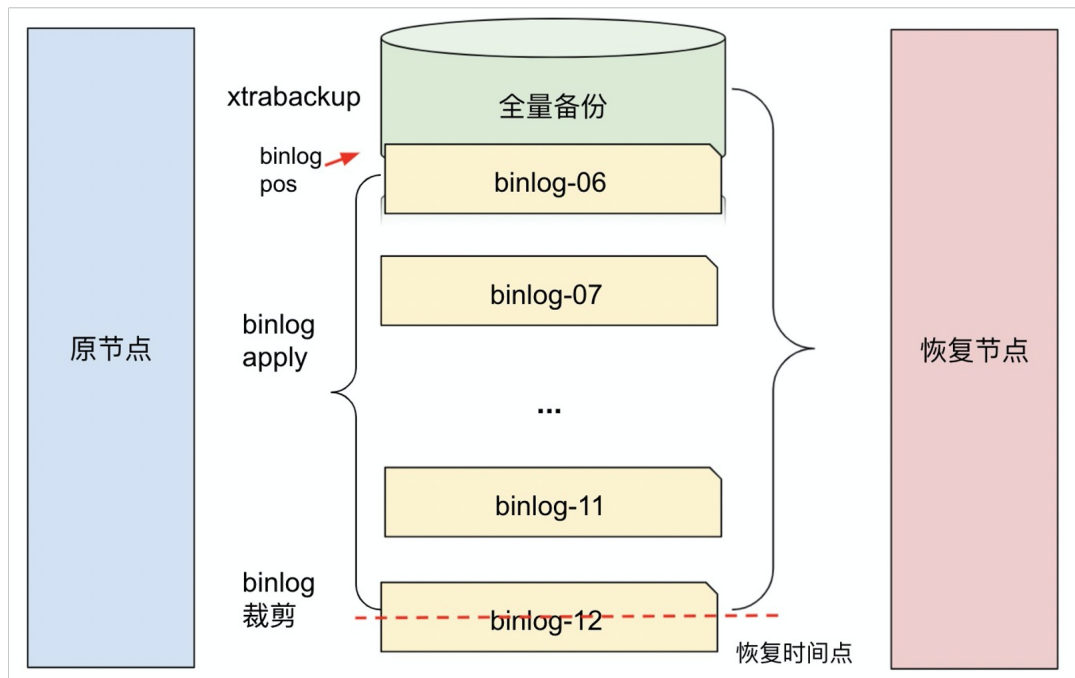 xtrabackup
全量备份
binlog
pos
binlog-06
binlog-07
原节点
binlog
apply
恢复节点
...
binlog-11
binlog
裁剪
binlog-12
恢复时间点